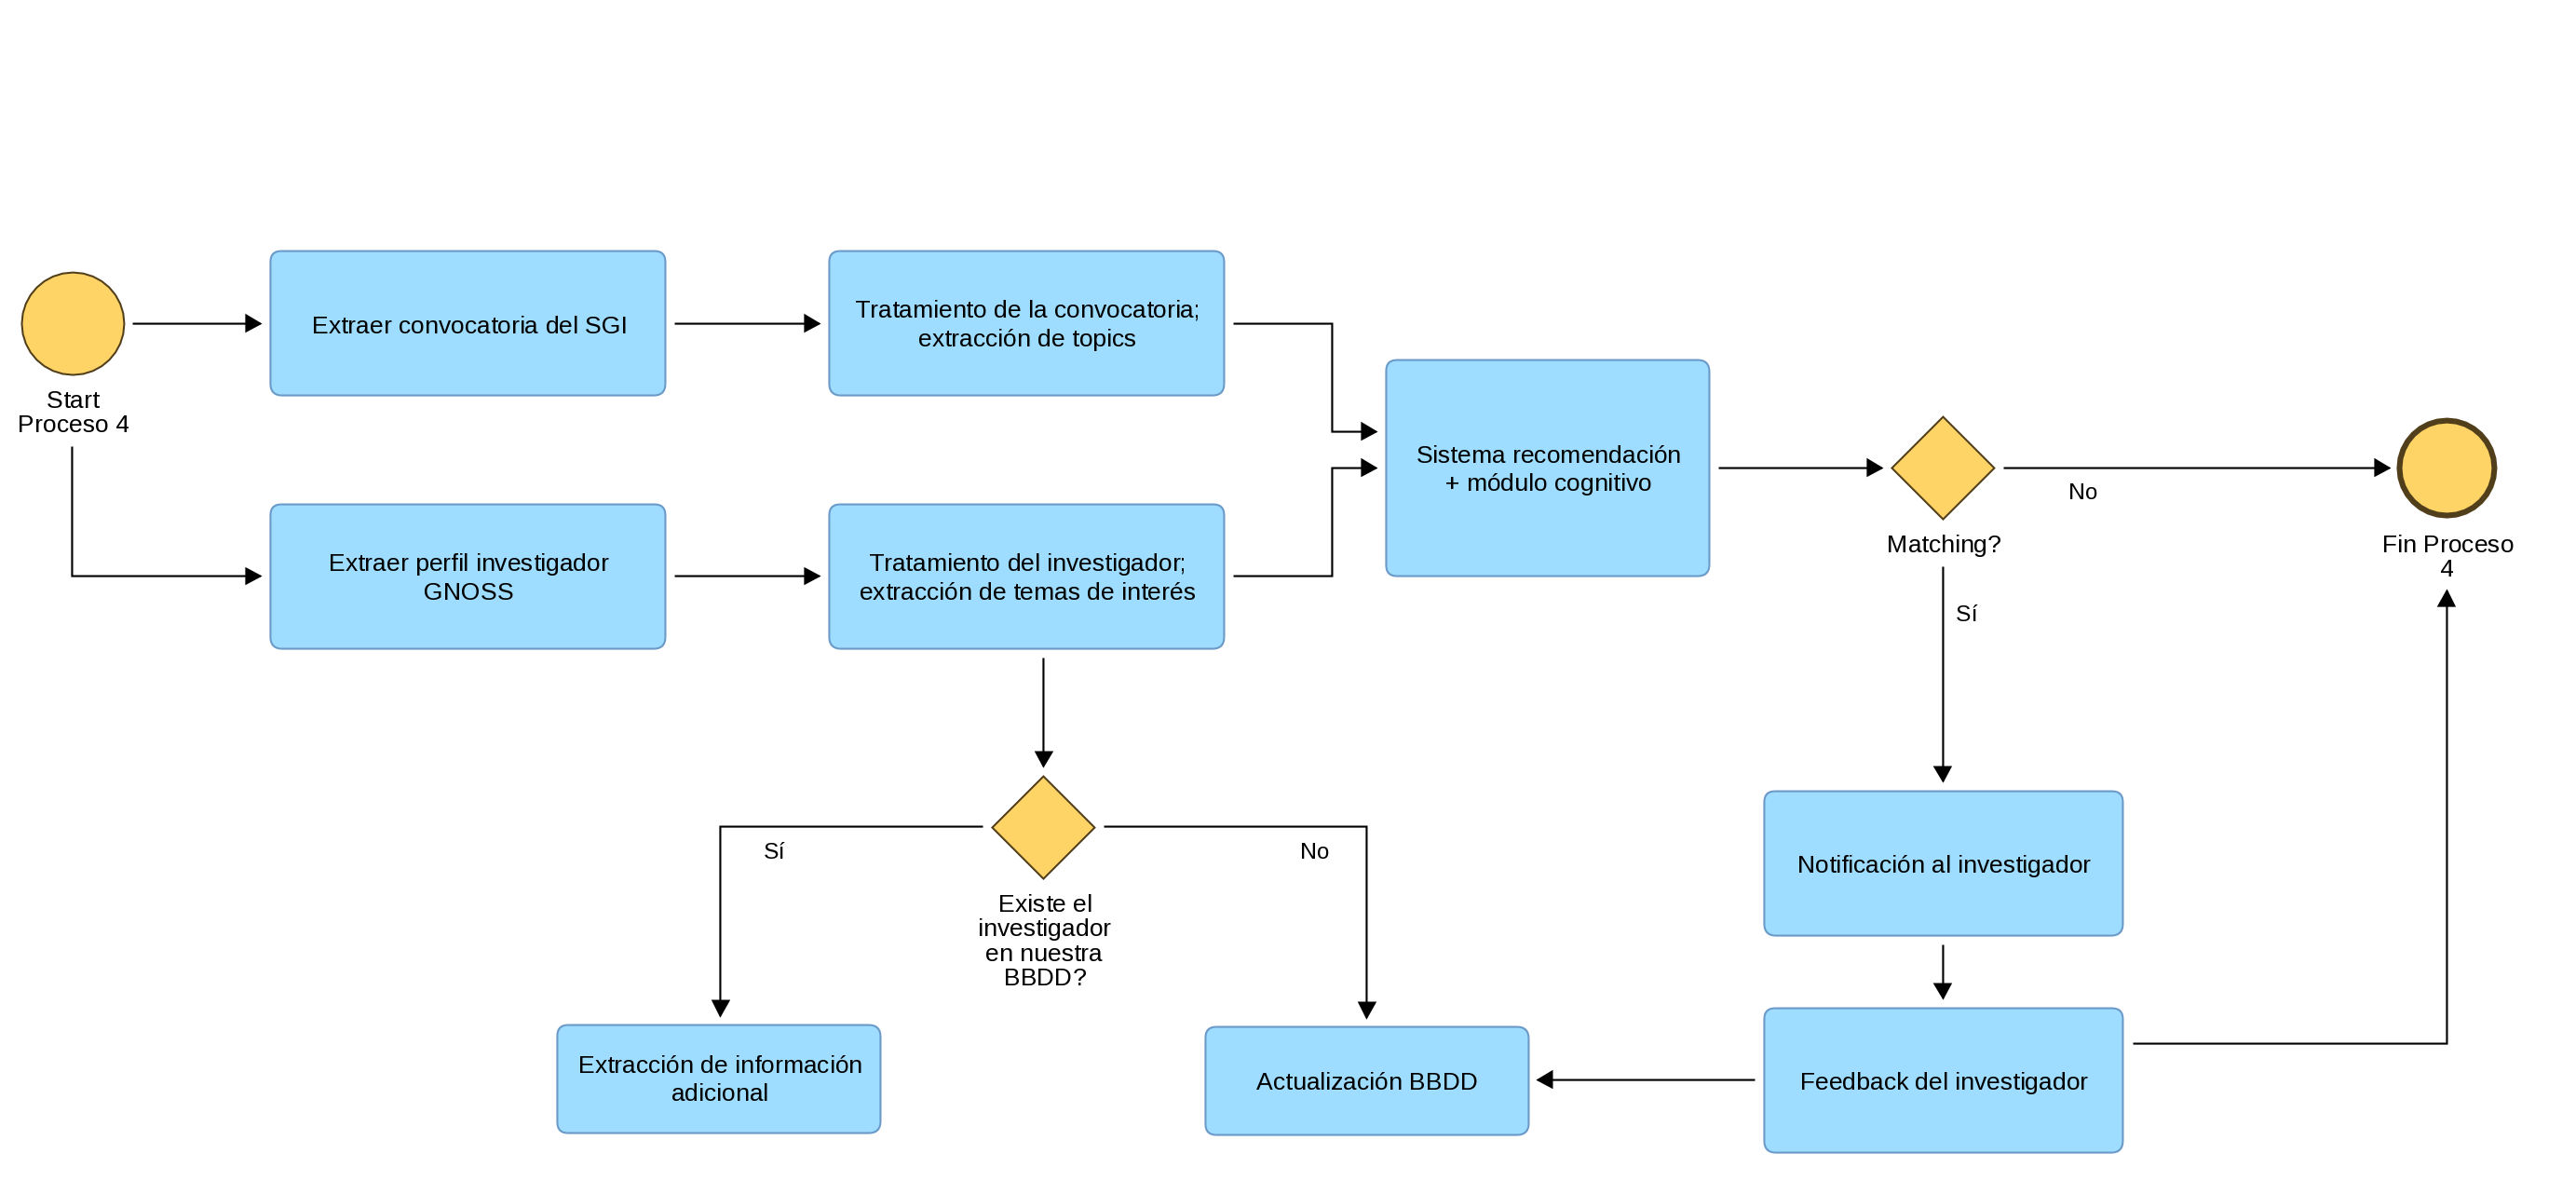 Start
Proceso 4
Extraer convocatoria del SGI
Tratamiento de la convocatoria;
extracción de topics
Extraer perfil investigador
GNOSS
Tratamiento del investigador;
extracción de temas de interés
Sistema recomendación
+ módulo cognitivo
Matching?
No
Sí
Fin Proceso
4
Existe el
investigador
en nuestra
BBDD?
Sí
No
Extracción de información
adicional
Actualización BBDD
Notificación al investigador
Feedback del investigador